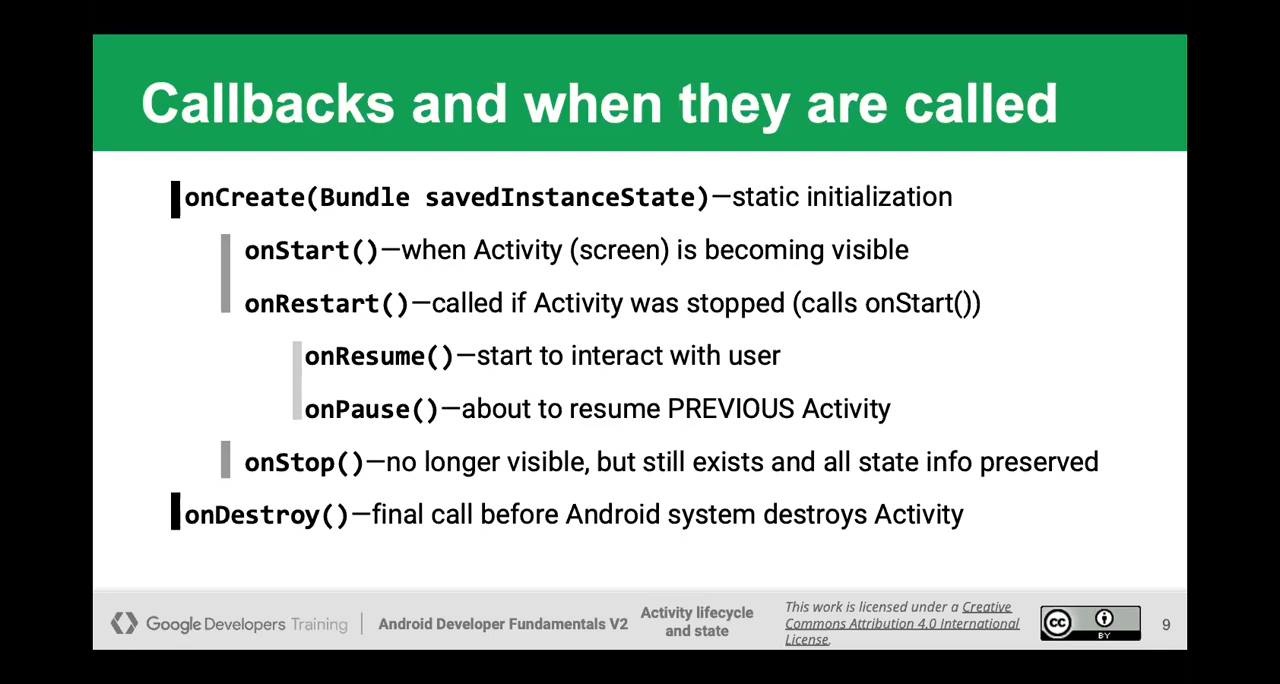 Callbacks and when they are called
onCreate(Bundle savedInstanceState)—static initialization
onStart()—when Activity (screen) is becoming visible
onRestart()—called if Activity was stopped (calls onStart())
onResume()—start to interact with user
onPause()—about to resume PREVIOUS Activity
onStop()—no longer visible, but still exists and all state info preserved
onDestroy()—final call before Android system destroys Activity
Google Developers Training
Android Developer Fundamentals V2
Activity lifecycle
and state
This work is licensed under a Creative
Commons Attribution 4.0 International
License.
cc
BY
9